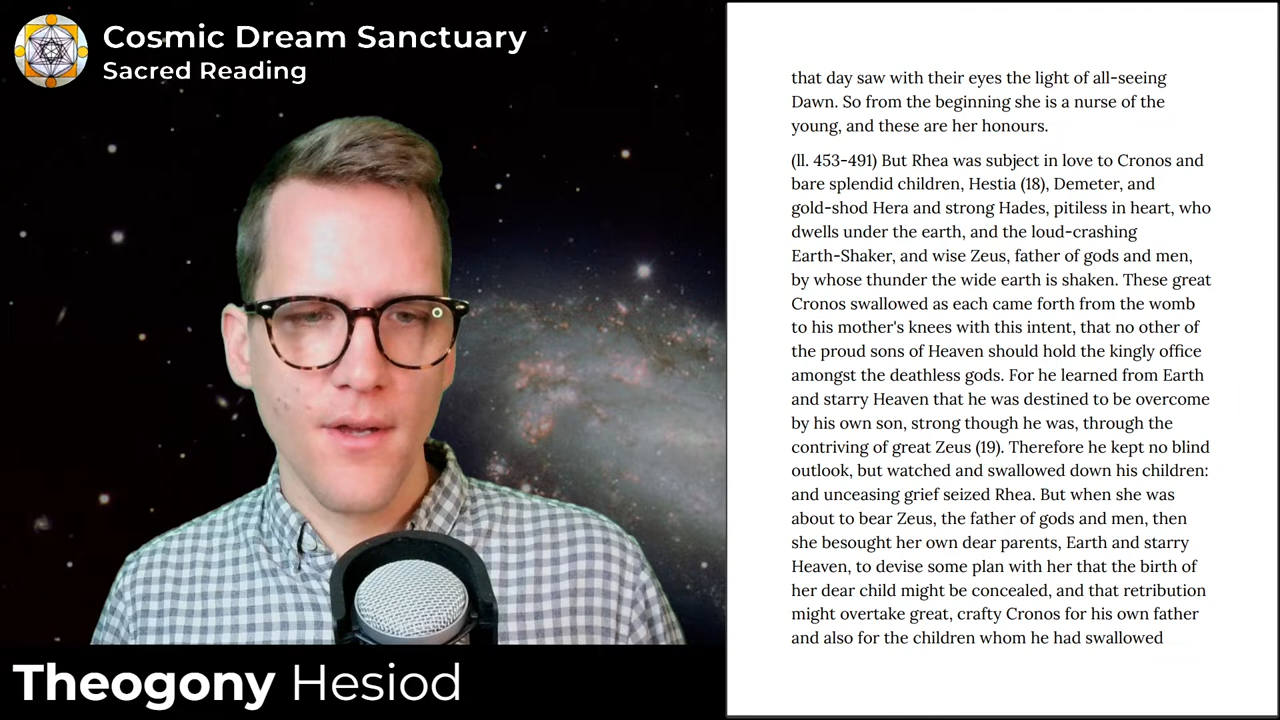 Cosmic Dream Sanctuary
Sacred Reading
that day saw with their eyes the light of all-seeing
Dawn. So from the beginning she is a nurse of the
young, and these are her honours.
(ll. 453-491) But Rhea was subject in love to Cronos and
bare splendid children, Hestia (18), Demeter, and
gold-shod Hera and strong Hades, pitiless in heart, who
dwells under the earth, and the loud-crashing
Earth-Shaker, and wise Zeus, father of gods and men,
by whose thunder the wide earth is shaken. These great
Cronos swallowed as each came forth from the womb
to his mother's knees with this intent, that no other of
the proud sons of Heaven should hold the kingly office
amongst the deathless gods. For he learned from Earth
and starry Heaven that he was destined to be overcome
by his own son, strong though he was, through the
contriving of great Zeus (19). Therefore he kept no blind
outlook, but watched and swallowed down his children:
and unceasing grief seized Rhea. But when she was
about to bear Zeus, the father of gods and men, then
she besought her own dear parents, Earth and starry
Heaven, to devise some plan with her that the birth of
her dear child might be concealed, and that retribution
might overtake great, crafty Cronos for his own father
and also for the children whom he had swallowed
Theogony Hesiod